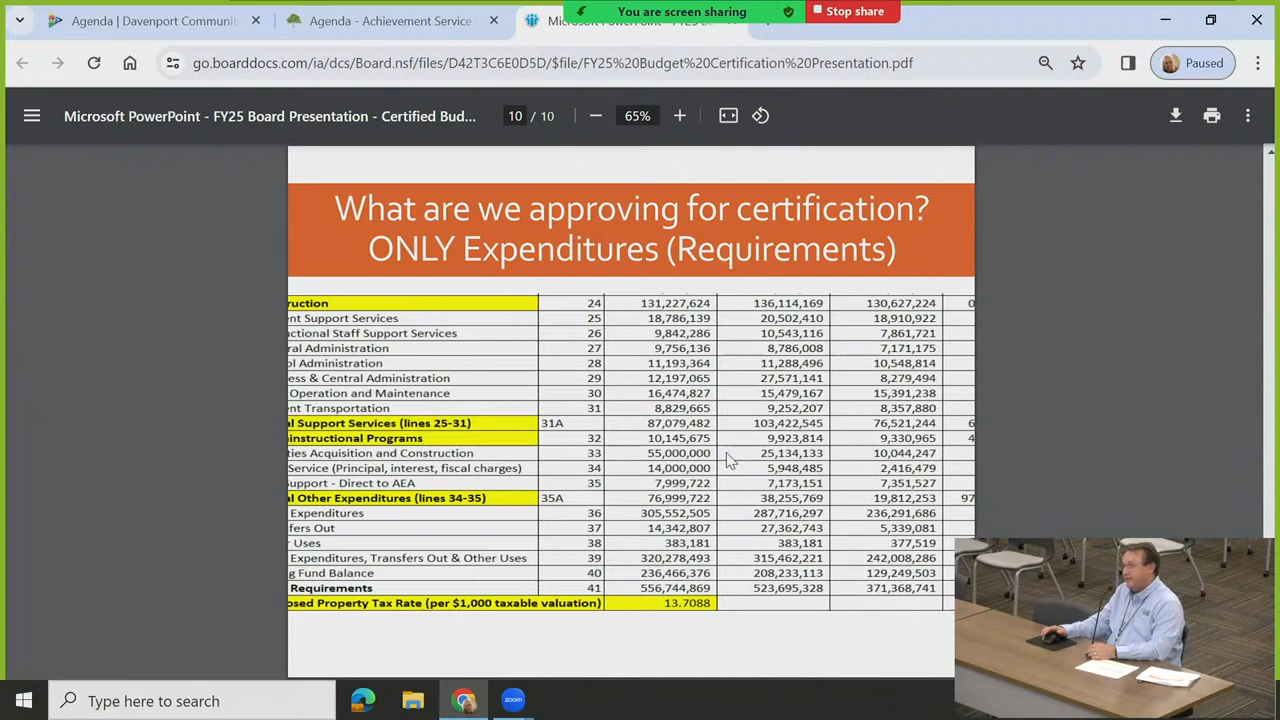 You are screen sharing
Stop share
Agenda | Davenport Communit
Agenda - Achievement Service
go.boarddocs.com/ia/dcs/Board.nsf/files/D42T3C6E0D5D/$file/FY25%20Budget%20Certification%20Presentation.pdf
Paused
Microsoft PowerPoint - FY25 Board Presentation - Certified Bud...
10 / 10
65%
What are we approving for certification?
ONLY Expenditures (Requirements)
ruction 24 131,227,624 136,114,169 130,627,224 0
ent Support Services 25 18,786,139 20,502,410 18,910,922
uctional Staff Support Services 26 9,842,286 10,543,116 7,861,721
ral Administration 27 9,756,136 8,786,008 7,171,175
ol Administration 28 11,193,364 11,288,496 10,548,814
ess & Central Administration 29 12,197,065 27,571,141 8,279,494
Operation and Maintenance 30 16,474,827 15,479,167 15,391,238
ent Transportation 31 8,829,665 9,252,207 8,357,880
al Support Services (lines 25-31) 31A 87,079,482 103,422,545 76,521,244 6
ninstructional Programs 32 10,145,675 9,923,814 9,330,965 4
ties Acquisition and Construction 33 55,000,000 25,134,133 10,044,247
Service (Principal, interest, fiscal charges) 34 14,000,000 5,948,485 2,416,479
Support - Direct to AEA 35 7,999,722 7,173,151 7,351,527
al Other Expenditures (lines 34-35) 35A 76,999,722 38,255,769 19,812,253 97
Expenditures 36 305,552,505 287,716,297 236,291,686
fers Out 37 14,342,807 27,362,743 5,339,081
r Uses 38 383,181 383,181 377,519
Expenditures, Transfers Out & Other Uses 39 320,278,493 315,462,221 242,008,286
g Fund Balance 40 236,466,376 208,233,113 129,249,503
Requirements 41 556,744,869 523,695,328 371,368,741
osed Property Tax Rate (per $1,000 taxable valuation) 13.7088
Type here to search
zoom